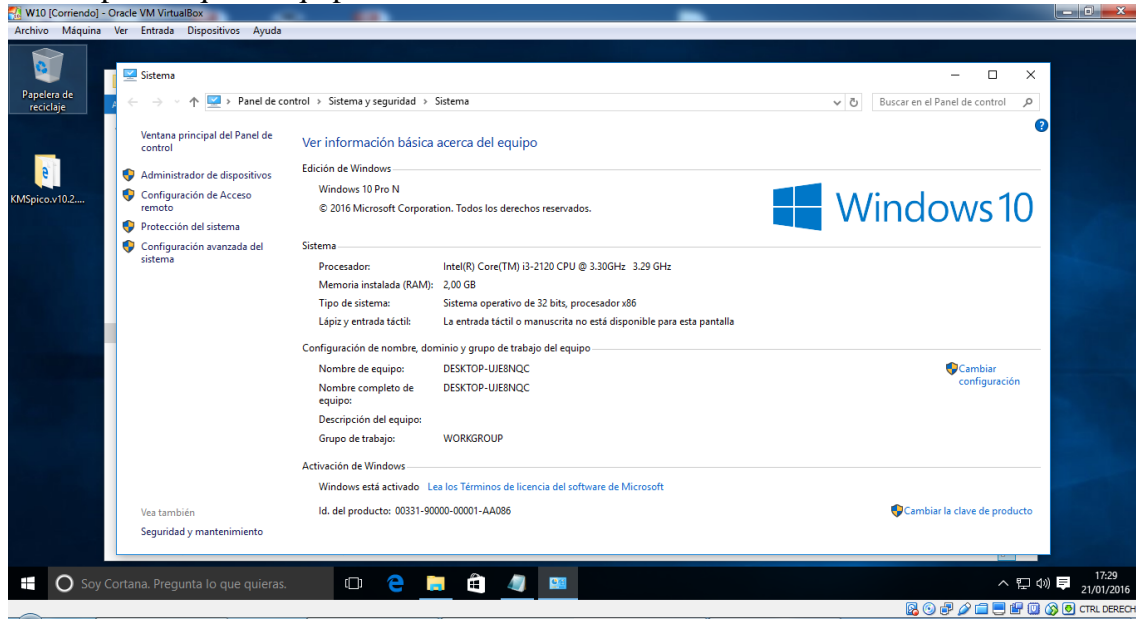 W10 [Corriendo] - Oracle VM VirtualBox
Archivo Máquina Ver Entrada Dispositivos Ayuda
Papelera de
reciclaje
KMSpico.v10.2....
Sistema
Panel de control › Sistema y seguridad › Sistema
Buscar en el Panel de control
Ventana principal del Panel de
control
Administrador de dispositivos
Configuración de Acceso
remoto
Protección del sistema
Configuración avanzada del
sistema
Vea también
Seguridad y mantenimiento
Ver información básica acerca del equipo
Edición de Windows
Windows 10 Pro N
© 2016 Microsoft Corporation. Todos los derechos reservados.
Windows 10
Sistema
Procesador: Intel(R) Core(TM) i3-2120 CPU @ 3.30GHz 3.29 GHz
Memoria instalada (RAM): 2,00 GB
Tipo de sistema: Sistema operativo de 32 bits, procesador x86
Lápiz y entrada táctil: La entrada táctil o manuscrita no está disponible para esta pantalla
Configuración de nombre, dominio y grupo de trabajo del equipo
Nombre de equipo: DESKTOP-UJE8NQC
Cambiar
configuración
Nombre completo de DESKTOP-UJE8NQC
equipo:
Descripción del equipo:
Grupo de trabajo: WORKGROUP
Activación de Windows
Windows está activado Lea los Términos de licencia del software de Microsoft
Id. del producto: 00331-90000-00001-AA086
Cambiar la clave de producto
Soy Cortana. Pregunta lo que quieras.
17:29
21/01/2016
CTRL DERECH